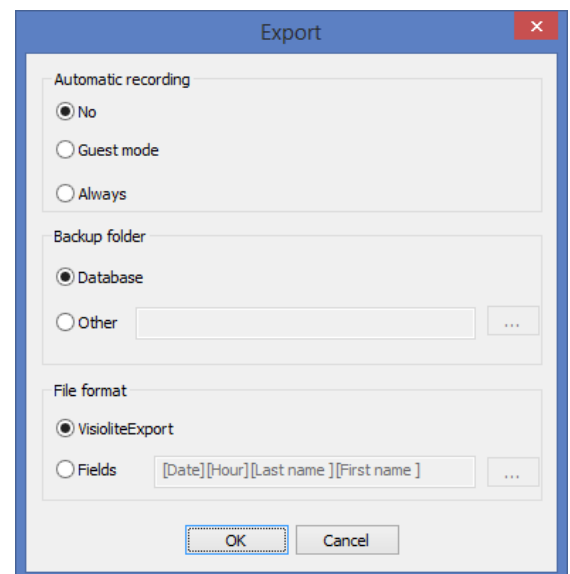 Export
Automatic recording
No
Guest mode
Always
Backup folder
Database
Other
...
File format
VisioliteExport
Fields [Date][Hour][Last name ][First name ] ...
OK Cancel